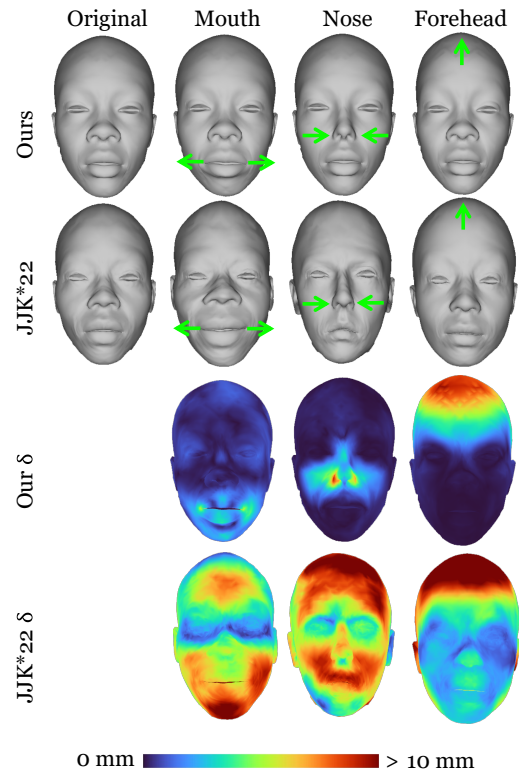 Original Mouth Nose Forehead
Ours
JJK*22
Our δ
JJK*22 δ
0 mm > 10 mm